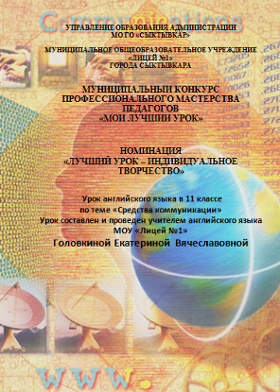 УПРАВЛЕНИЕ ОБРАЗОВАНИЯ АДМИНИСТРАЦИИ
МО ГО «СЫКТЫВКАР»
МУНИЦИПАЛЬНОЕ ОБЩЕОБРАЗОВАТЕЛЬНОЕ УЧРЕЖДЕНИЕ
«ЛИЦЕЙ №1»
ГОРОДА СЫКТЫВКАРА
МУНИЦИПАЛЬНЫЙ КОНКУРС
ПРОФЕССИОНАЛЬНОГО МАСТЕРСТВА
ПЕДАГОГОВ
«МОЙ ЛУЧШИЙ УРОК»
НОМИНАЦИЯ
«ЛУЧШИЙ УРОК – ИНДИВИДУАЛЬНОЕ
ТВОРЧЕСТВО»
Урок английского языка в 11 классе
по теме «Средства коммуникации»
Урок составлен и проведен учителем английского языка
МОУ «Лицей №1»
Головкиной Екатериной Вячеславовной
www.